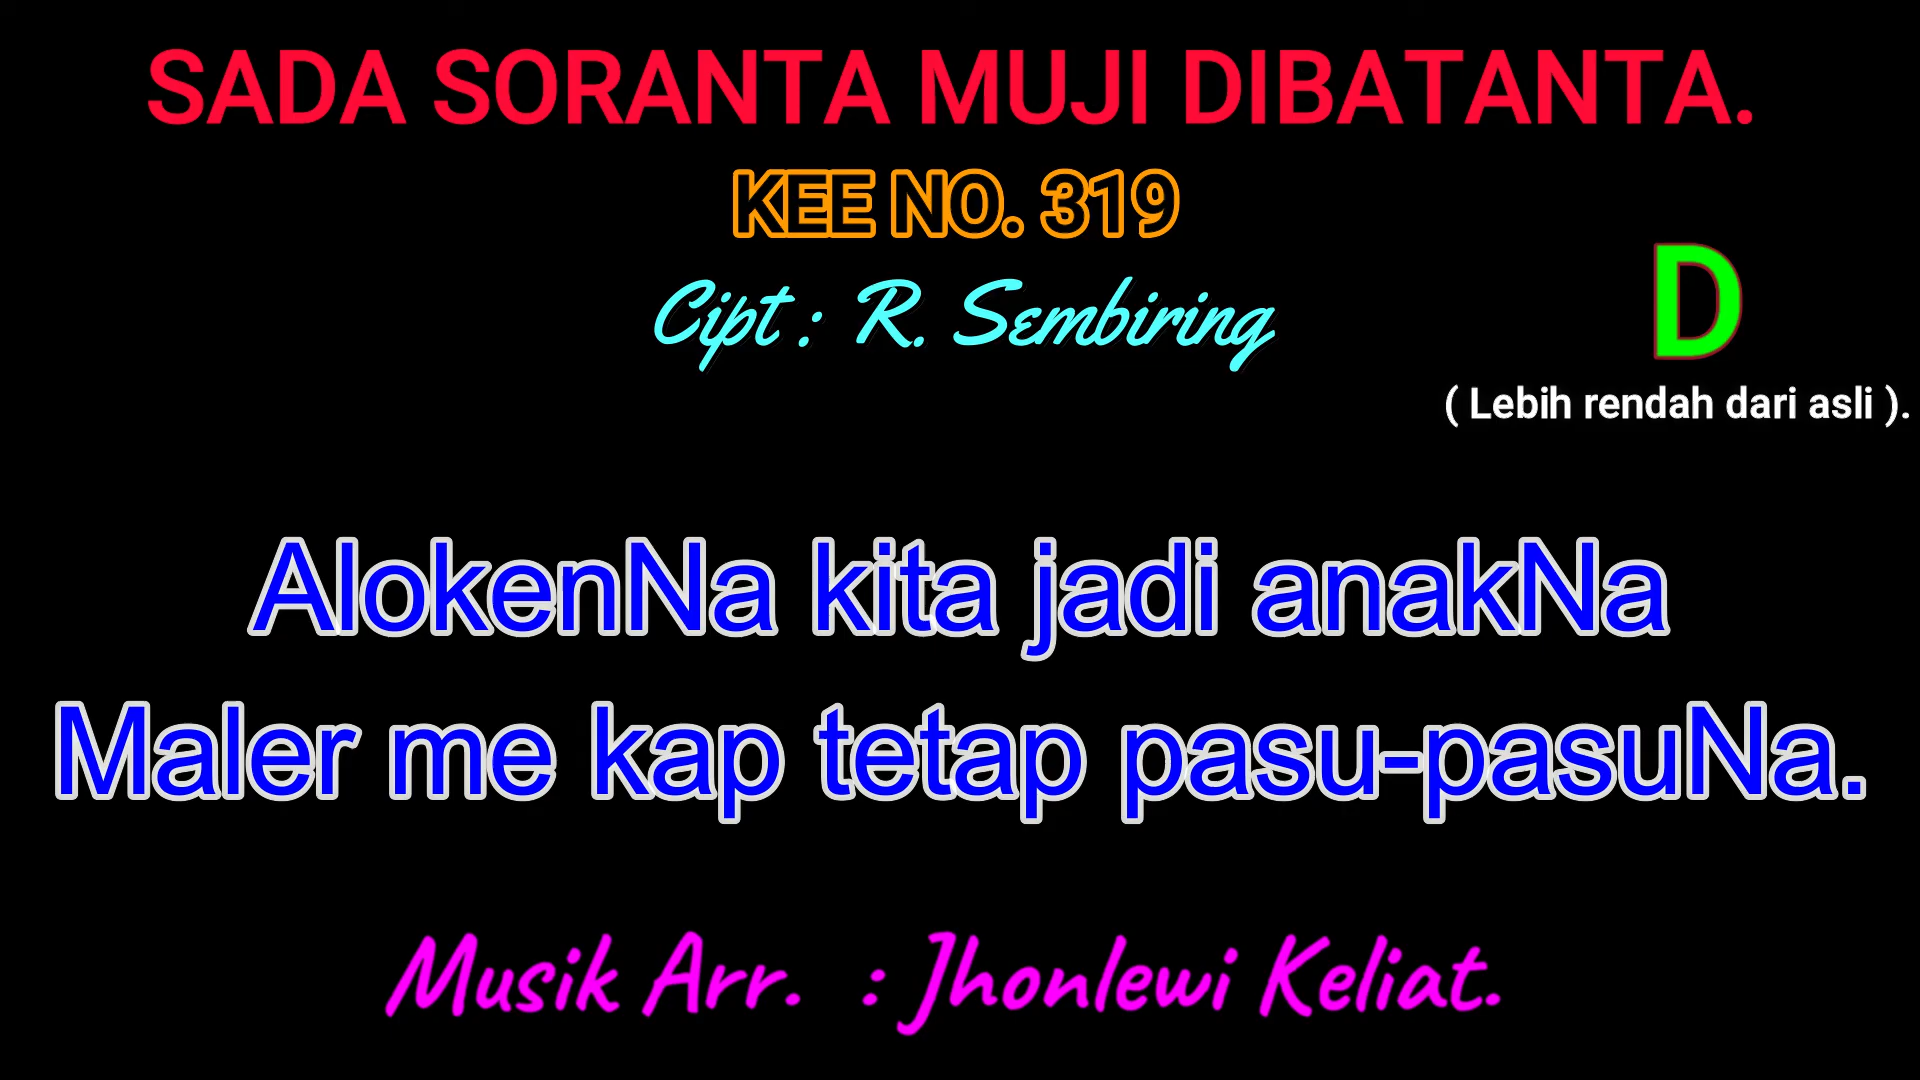 SADA SORANTA MUJI DIBATANTA.
KEE NO. 319
Cipt : R. Sembiring
D
( Lebih rendah dari asli ).
AlokenNa kita jadi anakNa
Maler me kap tetap pasu-pasuNa.
Musik Arr. : Jhonlewi Keliat.